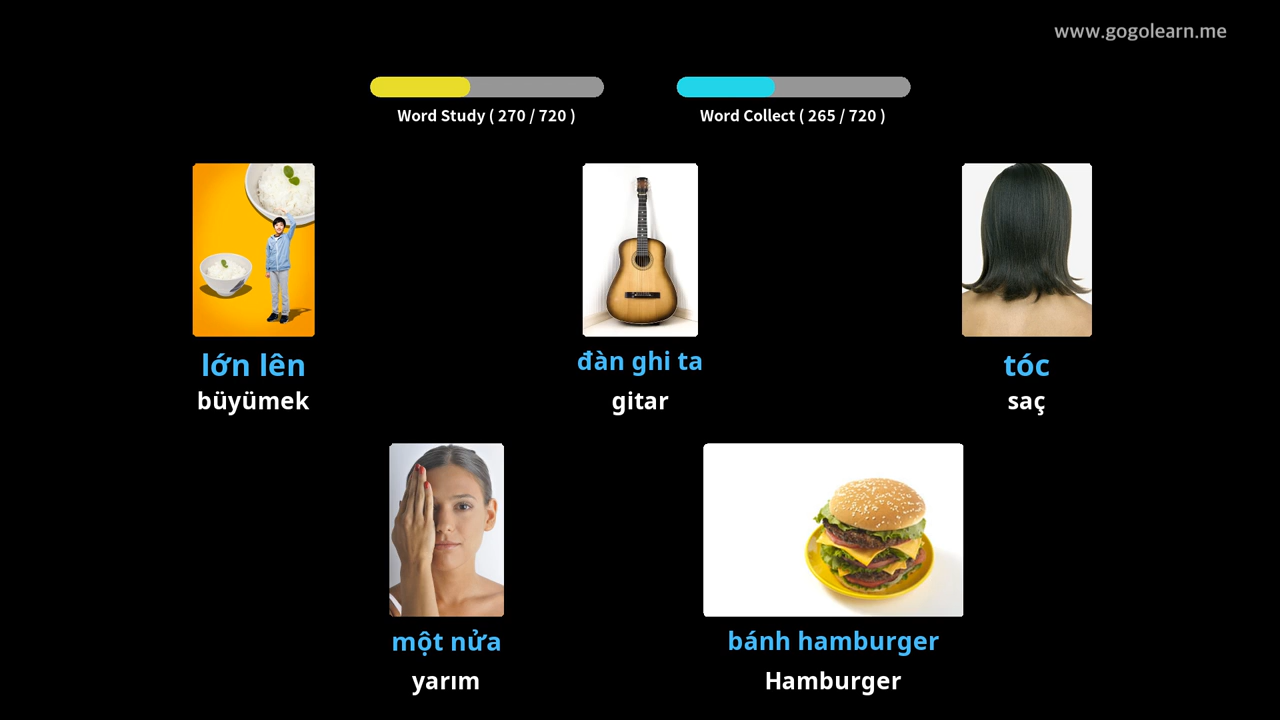 www.gogolearn.me
Word Study ( 270 / 720 )
Word Collect ( 265 / 720 )
lớn lên
büyümek
đàn ghi ta
gitar
tóc
saç
một nửa
yarım
bánh hamburger
Hamburger